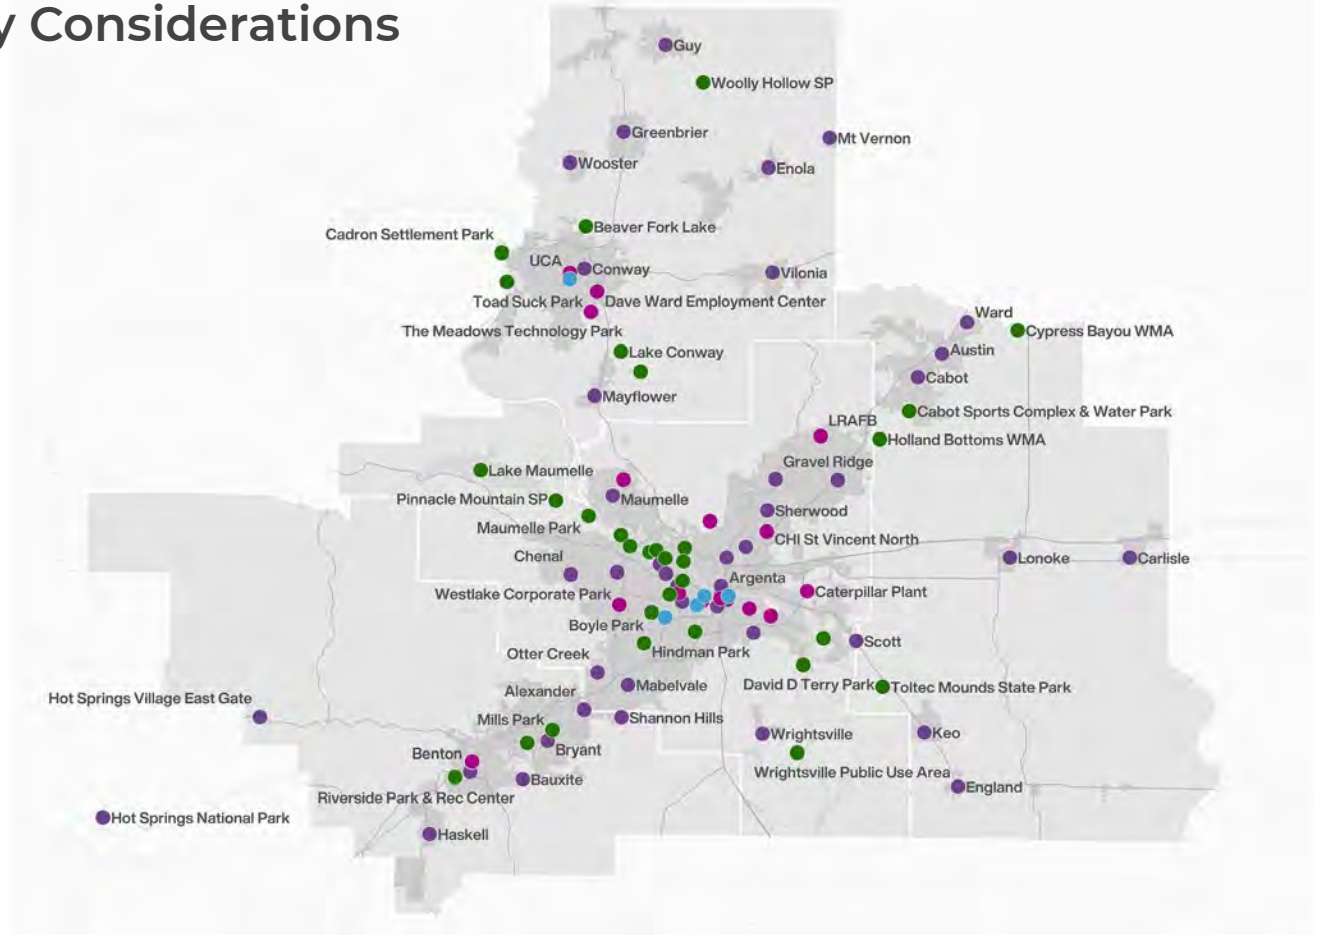 y Considerations
Guy
Woolly Hollow SP
Greenbrier
Mt Vernon
Wooster
Enola
Beaver Fork Lake
Cadron Settlement Park
UCA
Conway
Vilonia
Toad Suck Park
Dave Ward Employment Center
Ward
The Meadows Technology Park
Cypress Bayou WMA
Lake Conway
Austin
Cabot
Mayflower
Cabot Sports Complex & Water Park
LRAFB
Holland Bottoms WMA
Gravel Ridge
Lake Maumelle
Pinnacle Mountain SP
Maumelle
Sherwood
Maumelle Park
CHI St Vincent North
Chenal
Lonoke
Carlisle
Argenta
Westlake Corporate Park
Caterpillar Plant
Boyle Park
Scott
Hindman Park
Otter Creek
Mabelvale
David D Terry Park
Toltec Mounds State Park
Alexander
Hot Springs Village East Gate
Mills Park
Shannon Hills
Wrightsville
Keo
Bryant
Benton
Wrightsville Public Use Area
Bauxite
England
Riverside Park & Rec Center
Hot Springs National Park
Haskell